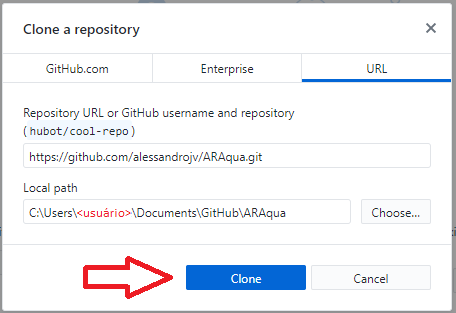 Clone a repository
GitHub.com
Enterprise
URL
Repository URL or GitHub username and repository
(hubot/cool-repo)
https://github.com/alessandrojv/ARAqua.git
Local path
C:\Users\<usuário>\Documents\GitHub\ARAqua
Choose...
Clone
Cancel